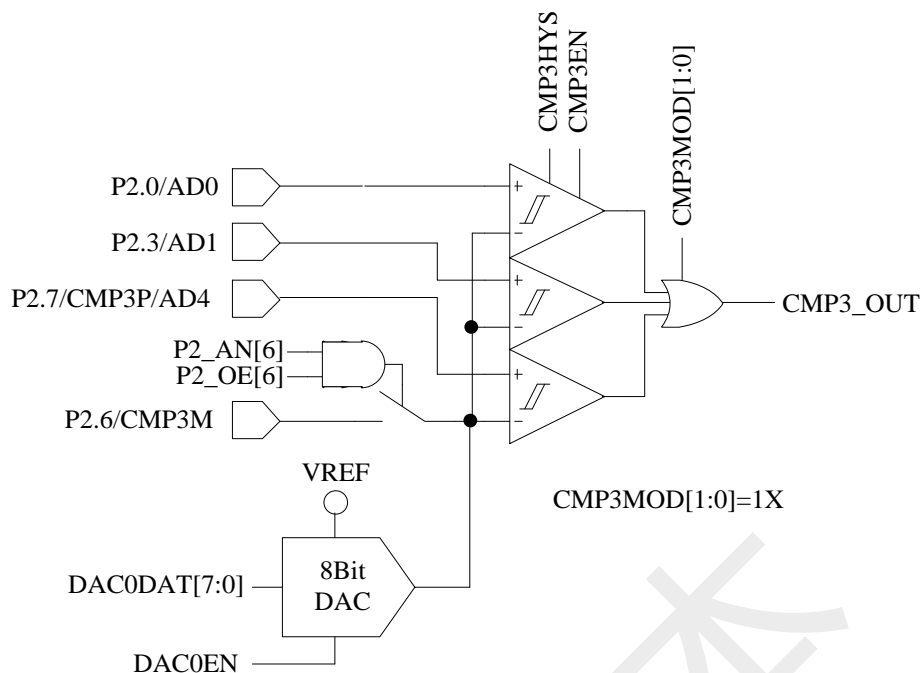 CMP3HYS
CMP3EN
CMP3MOD[1:0]
P2.0/AD0
+
−
P2.3/AD1
+
−
P2.7/CMP3P/AD4
+
−
CMP3_OUT
P2_AN[6]
P2_OE[6]
P2.6/CMP3M
VREF
CMP3MOD[1:0]=1X
DAC0DAT[7:0]
8Bit
DAC
DAC0EN